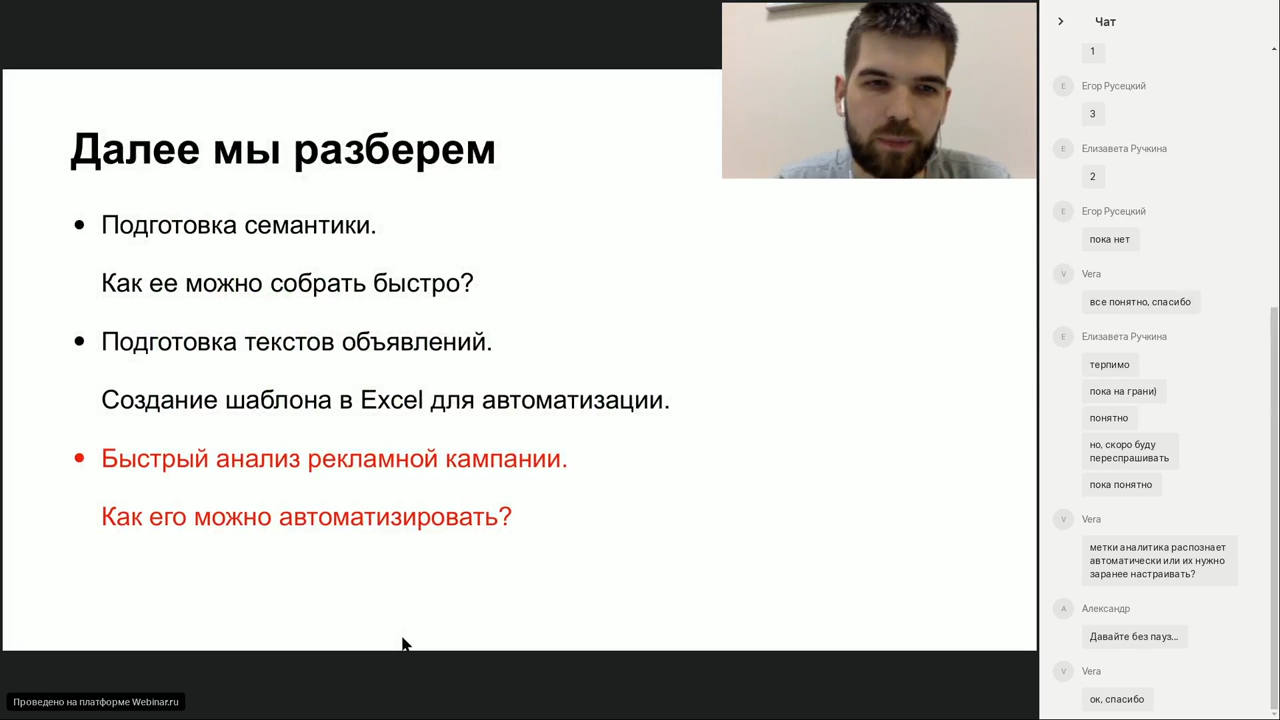 Далее мы разберем
• Подготовка семантики.
Как ее можно собрать быстро?
• Подготовка текстов объявлений.
Создание шаблона в Excel для автоматизации.
• Быстрый анализ рекламной кампании.
Как его можно автоматизировать?
Проведено на платформе Webinar.ru
Чат
1
Е
Егор Русецкий
3
Е
Елизавета Ручкина
2
Е
Егор Русецкий
пока нет
V
Vera
все понятно, спасибо
Е
Елизавета Ручкина
терпимо
пока на грани)
понятно
но, скоро буду
переспрашивать
пока понятно
V
Vera
метки аналитика распознает
автоматически или их нужно
заранее настраивать?
А
Александр
Давайте без пауз...
V
Vera
ок, спасибо